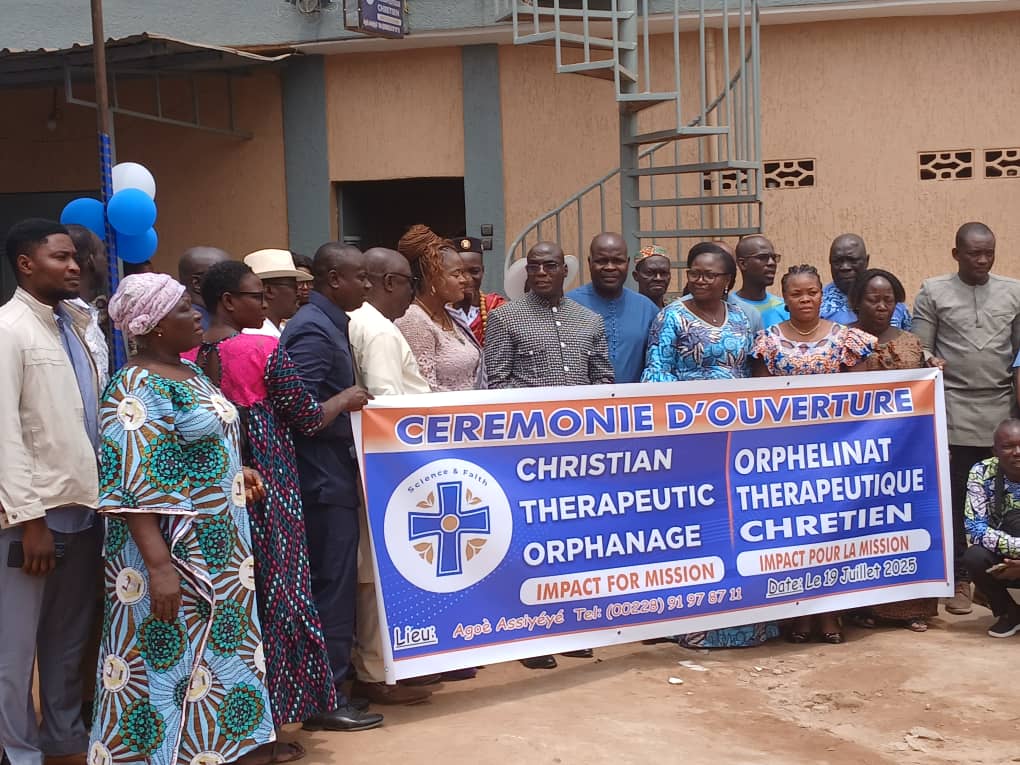 CHRETIEN
CEREMONIE D'OUVERTURE
Science & Faith
CHRISTIAN
THERAPEUTIC
ORPHANAGE
IMPACT FOR MISSION
ORPHELINAT
THERAPEUTIQUE
CHRETIEN
IMPACT POUR LA MISSION
Date: Le 19 Juillet 2025
Lieu: Agoè Assiyéyé Tel: (00228) 91 97 87 11